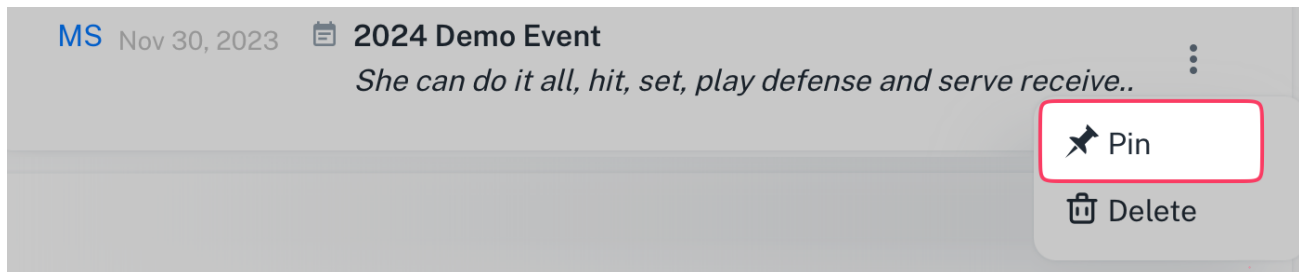 MS Nov 30, 2023 2024 Demo Event
She can do it all, hit, set, play defense and serve receive..
Pin
Delete